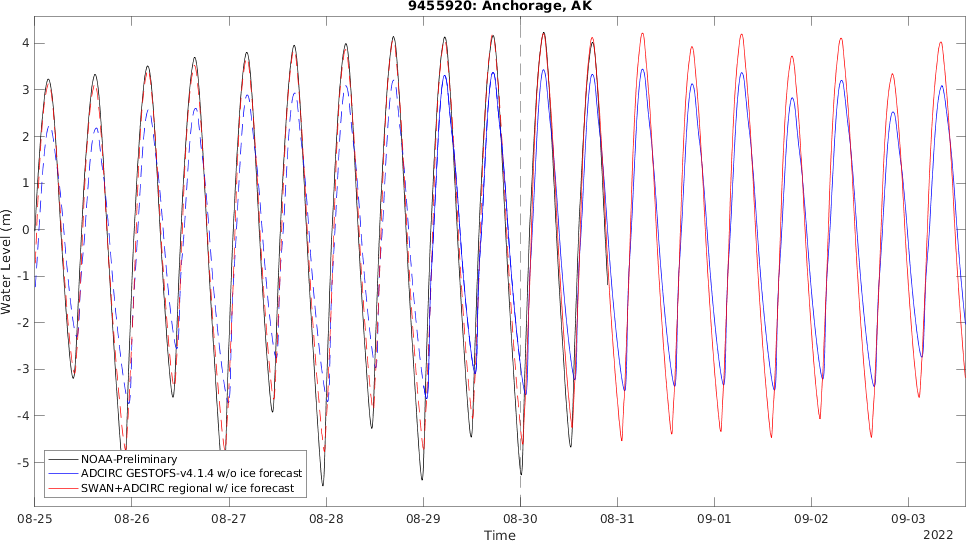 9455920: Anchorage, AK
Water Level (m)
4
3
2
1
0
-1
-2
-3
-4
-5
NOAA-Preliminary
ADCIRC GESTOFS-v4.1.4 w/o ice forecast
SWAN+ADCIRC regional w/ ice forecast
08-25 08-26 08-27 08-28 08-29 08-30 08-31 09-01 09-02 09-03
Time
2022